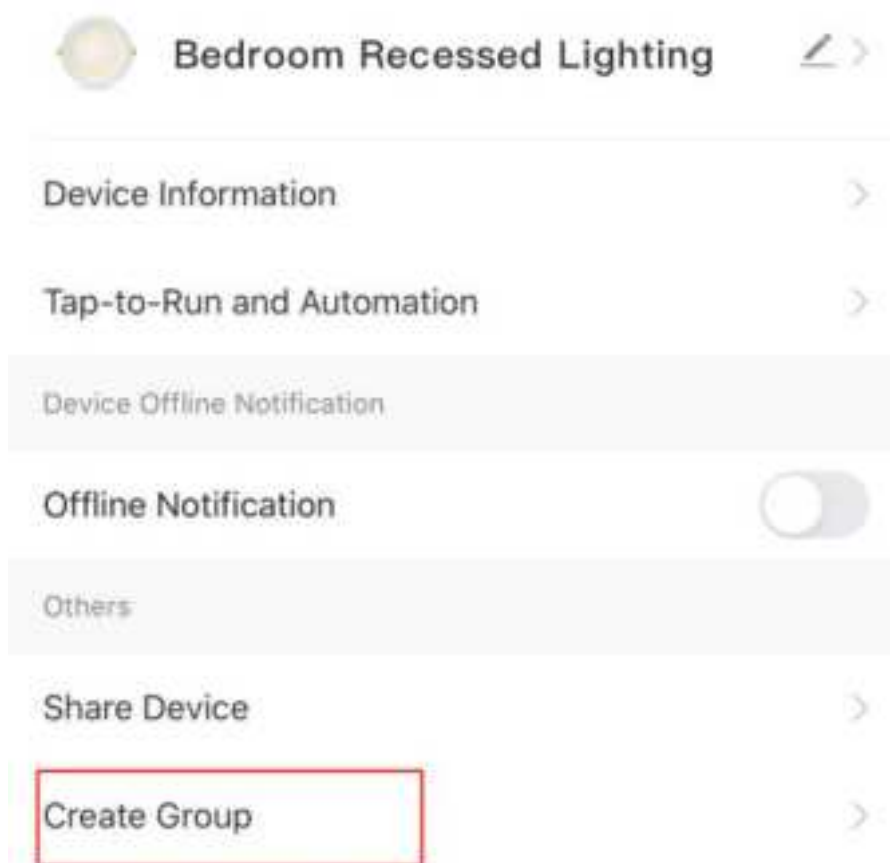 Bedroom Recessed Lighting
Device Information
Tap-to-Run and Automation
Device Offline Notification
Offline Notification
Others
Share Device
Create Group